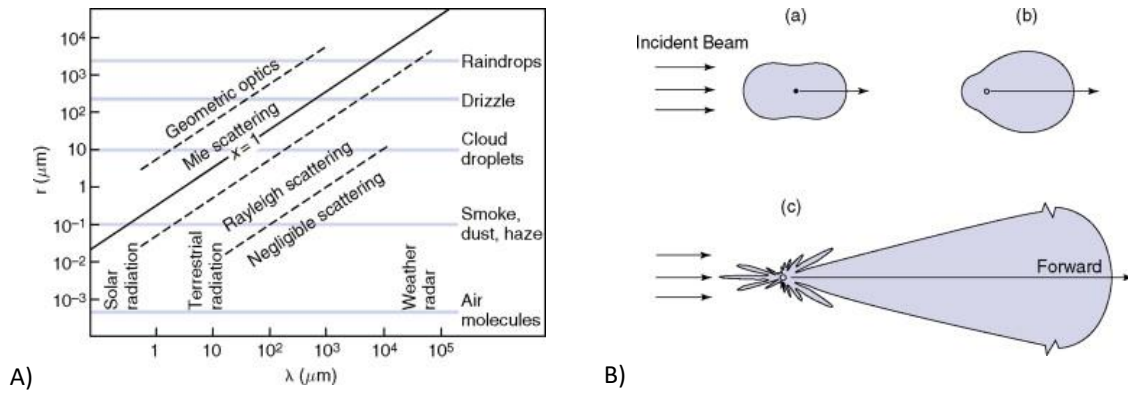 10⁴
10³
10²
10
1
10⁻¹
10⁻²
10⁻³
r (μm)
Geometric optics
Mie scattering
x = 1
Rayleigh scattering
Negligible scattering
Solar
radiation
Terrestrial
radiation
Weather
radar
Raindrops
Drizzle
Cloud
droplets
Smoke,
dust, haze
Air
molecules
1 10 10² 10³ 10⁴ 10⁵
λ (μm)
A)
(a) (b)
Incident Beam
(c)
Forward
B)